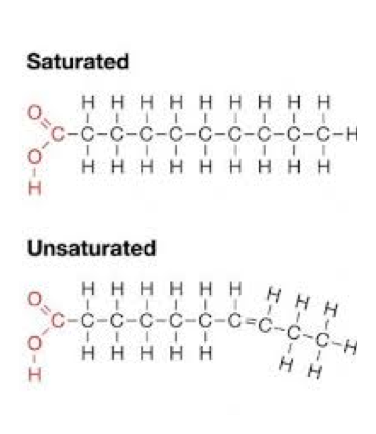 Saturated
H H H H H H H H H
O
C-C-C-C-C-C-C-C-C-C-H
O
H H H H H H H H H
H
Unsaturated
H H H H H H H H H
O
C-C-C-C-C-C-C=C-C-C-H
O
H H H H H H H
H